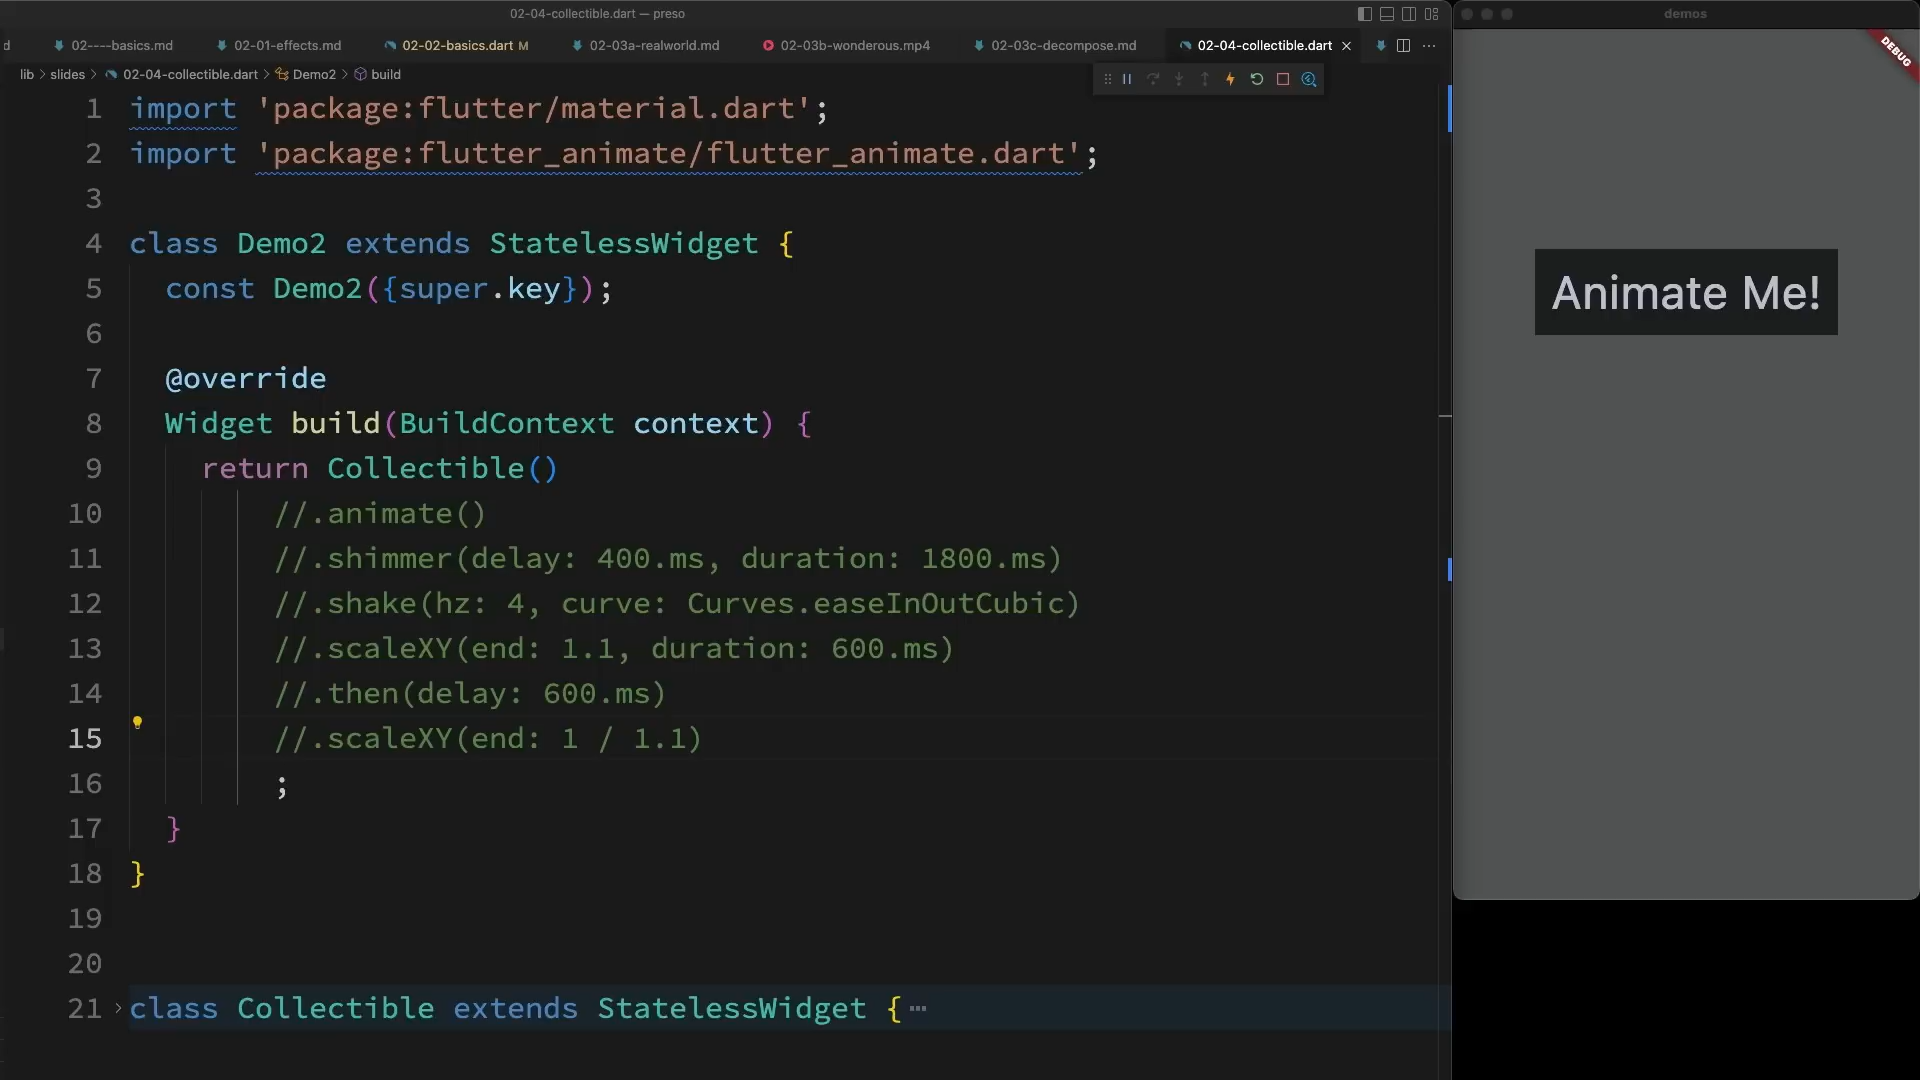 02-04-collectible.dart — preso
demos
d
02----basics.md
02-01-effects.md
02-02-basics.dart M
02-03a-realworld.md
02-03b-wonderous.mp4
02-03c-decompose.md
02-04-collectible.dart
lib > slides > 02-04-collectible.dart > Demo2 > build
DEBUG
1 import 'package:flutter/material.dart';
2 import 'package:flutter_animate/flutter_animate.dart';
3
4 class Demo2 extends StatelessWidget {
5 const Demo2({super.key});
6
7 @override
8 Widget build(BuildContext context) {
9 return Collectible()
10 //.animate()
11 //.shimmer(delay: 400.ms, duration: 1800.ms)
12 //.shake(hz: 4, curve: Curves.easeInOutCubic)
13 //.scaleXY(end: 1.1, duration: 600.ms)
14 //.then(delay: 600.ms)
15 //.scaleXY(end: 1 / 1.1)
16 ;
17 }
18 }
19
20
21 class Collectible extends StatelessWidget { ⋯
Animate Me!